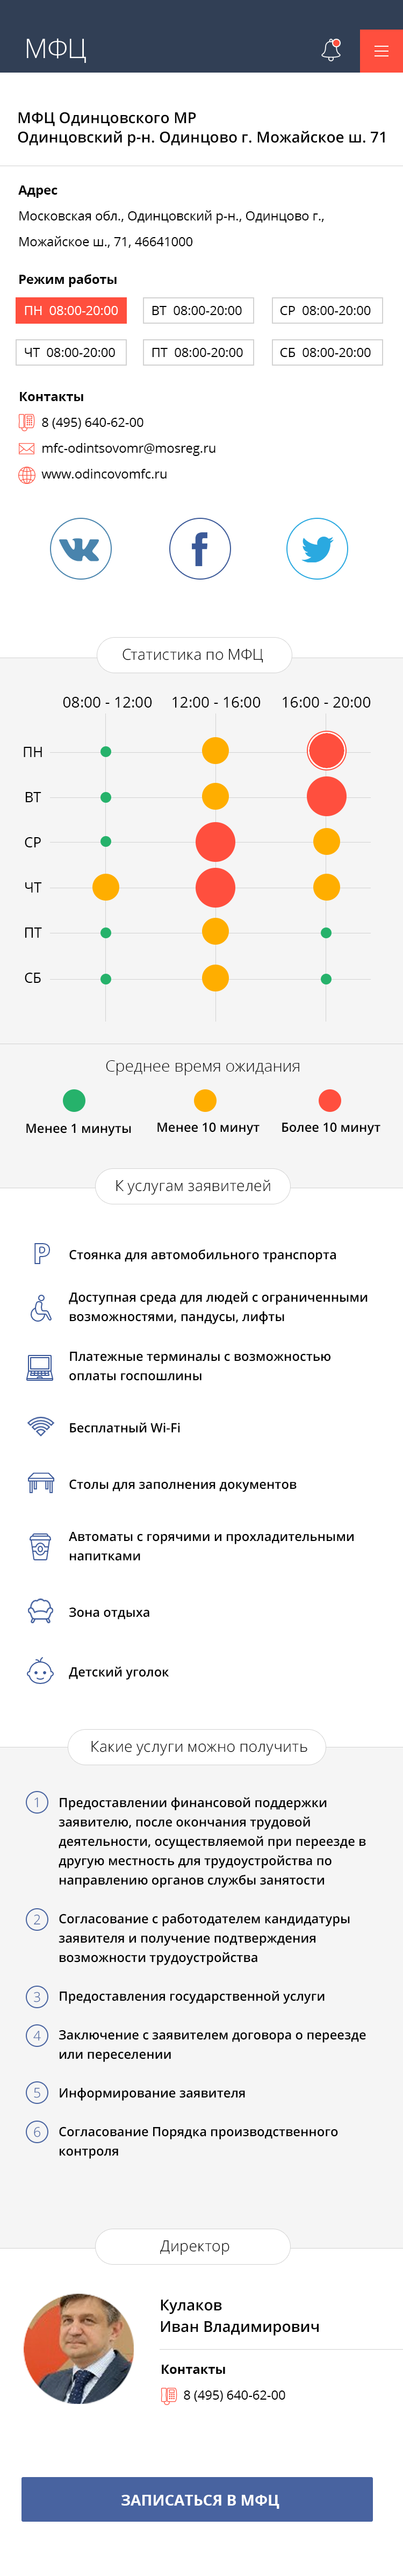 МФЦ
МФЦ Одинцовского МР
Одинцовский р-н. Одинцово г. Можайское ш. 71
Адрес
Московская обл., Одинцовский р-н., Одинцово г.,
Можайское ш., 71, 46641000
Режим работы
ПН 08:00-20:00 ВТ 08:00-20:00 СР 08:00-20:00
ЧТ 08:00-20:00 ПТ 08:00-20:00 СБ 08:00-20:00
Контакты
8 (495) 640-62-00
mfc-odintsovomr@mosreg.ru
www.odincovomfc.ru
Статистика по МФЦ
08:00 - 12:00 12:00 - 16:00 16:00 - 20:00
ПН
ВТ
СР
ЧТ
ПТ
СБ
Среднее время ожидания
Менее 1 минуты Менее 10 минут Более 10 минут
К услугам заявителей
P Стоянка для автомобильного транспорта
Доступная среда для людей с ограниченными
возможностями, пандусы, лифты
Платежные терминалы с возможностью
оплаты госпошлины
Бесплатный Wi-Fi
Столы для заполнения документов
Автоматы с горячими и прохладительными
напитками
Зона отдыха
Детский уголок
Какие услуги можно получить
1 Предоставлении финансовой поддержки
заявителю, после окончания трудовой
деятельности, осуществляемой при переезде в
другую местность для трудоустройства по
направлению органов службы занятости
2 Согласование с работодателем кандидатуры
заявителя и получение подтверждения
возможности трудоустройства
3 Предоставления государственной услуги
4 Заключение с заявителем договора о переезде
или переселении
5 Информирование заявителя
6 Согласование Порядка производственного
контроля
Директор
Кулаков
Иван Владимирович
Контакты
8 (495) 640-62-00
ЗАПИСАТЬСЯ В МФЦ